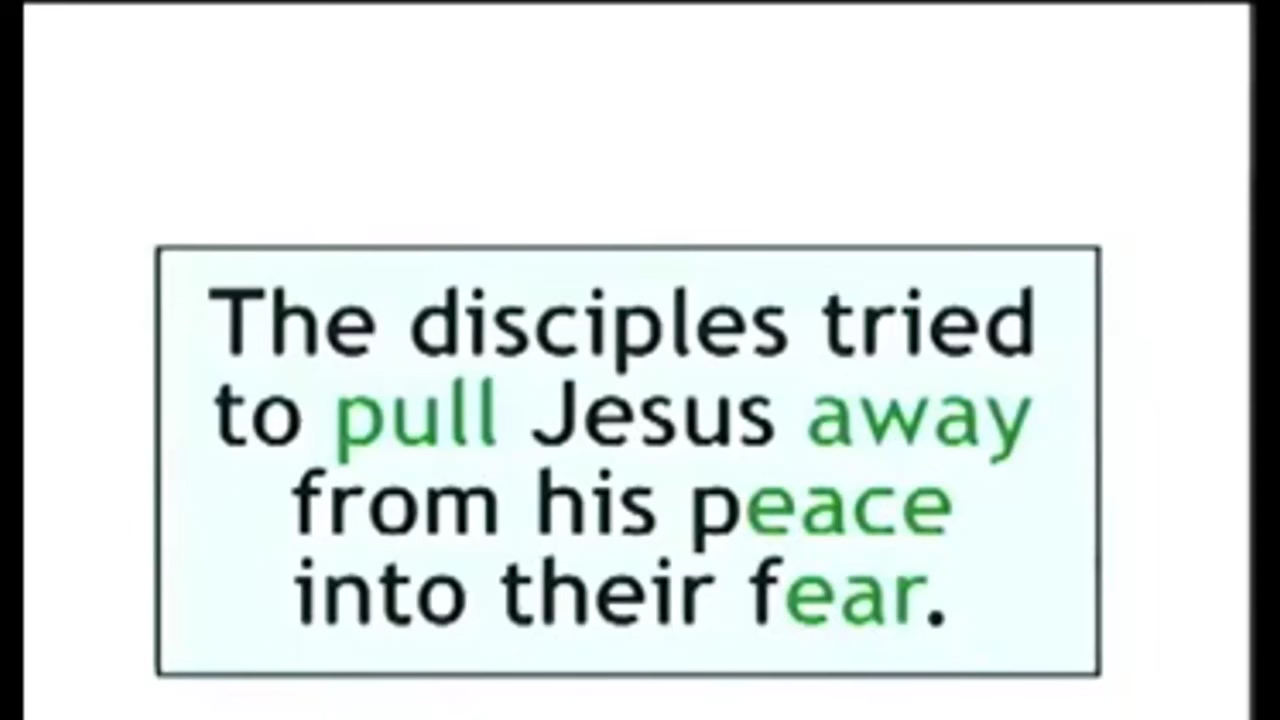 The disciples tried
to pull Jesus away
from his peace
into their fear.